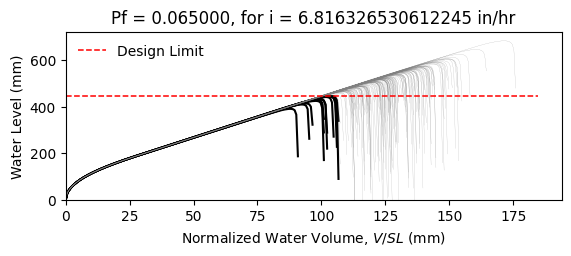 Pf = 0.065000, for i = 6.816326530612245 in/hr
Water Level (mm)
600
400
200
0
Design Limit
0 25 50 75 100 125 150 175
Normalized Water Volume, V/SL (mm)